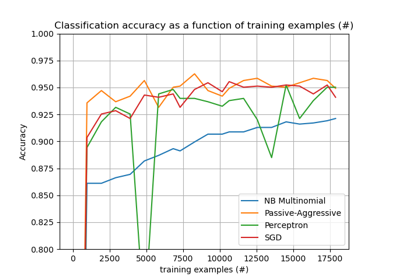 Classification accuracy as a function of training examples (#)
1.000
0.975
0.950
0.925
0.900
0.875
0.850
0.825
0.800
Accuracy
NB Multinomial
Passive-Aggressive
Perceptron
SGD
0 2500 5000 7500 10000 12500 15000 17500
training examples (#)